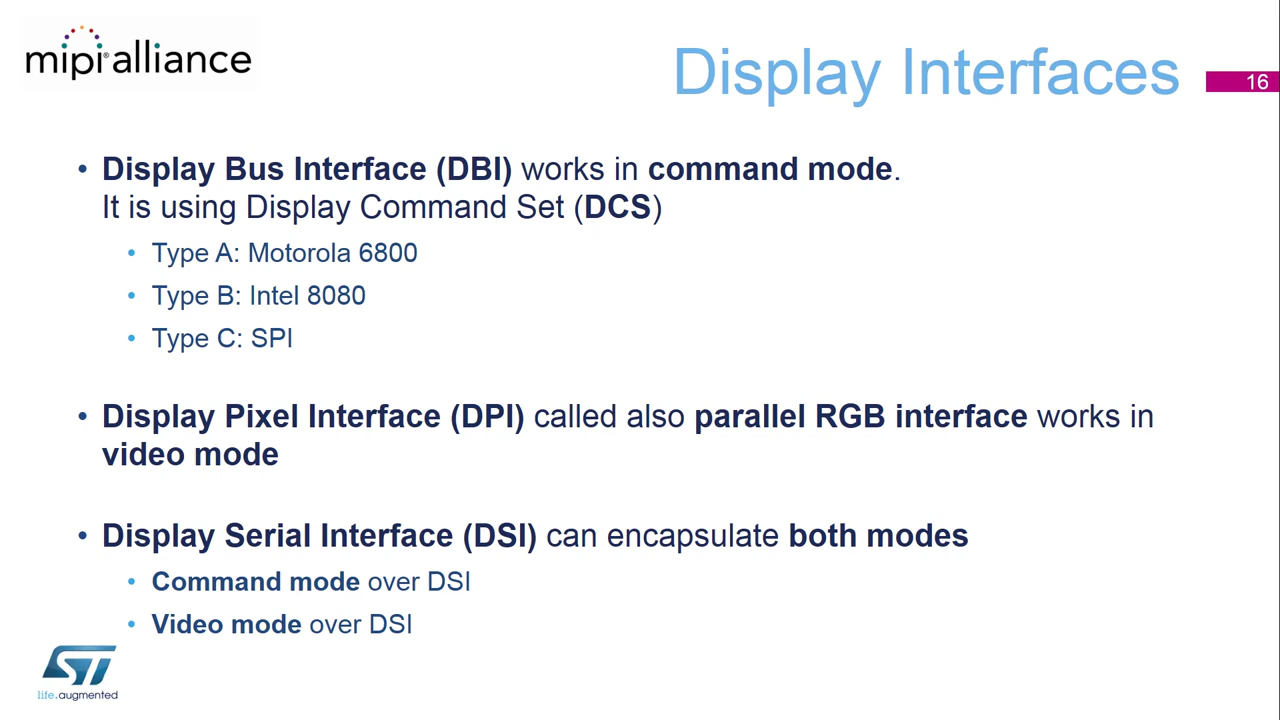 mipi® alliance
Display Interfaces
16
• Display Bus Interface (DBI) works in command mode.
It is using Display Command Set (DCS)
• Type A: Motorola 6800
• Type B: Intel 8080
• Type C: SPI
• Display Pixel Interface (DPI) called also parallel RGB interface works in
video mode
• Display Serial Interface (DSI) can encapsulate both modes
• Command mode over DSI
• Video mode over DSI
ST
life.augmented